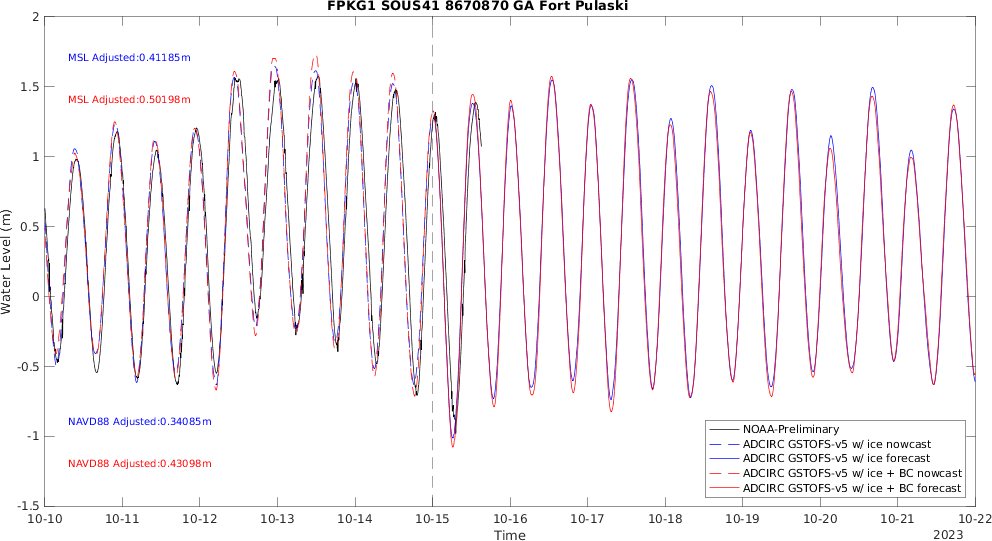 FPKG1 SOUS41 8670870 GA Fort Pulaski
2
1.5
1
0.5
0
-0.5
-1
-1.5
Water Level (m)
MSL Adjusted:0.41185m
MSL Adjusted:0.50198m
NAVD88 Adjusted:0.34085m
NAVD88 Adjusted:0.43098m
NOAA-Preliminary
ADCIRC GSTOFS-v5 w/ ice nowcast
ADCIRC GSTOFS-v5 w/ ice forecast
ADCIRC GSTOFS-v5 w/ ice + BC nowcast
ADCIRC GSTOFS-v5 w/ ice + BC forecast
10-10 10-11 10-12 10-13 10-14 10-15 10-16 10-17 10-18 10-19 10-20 10-21 10-22
Time
2023